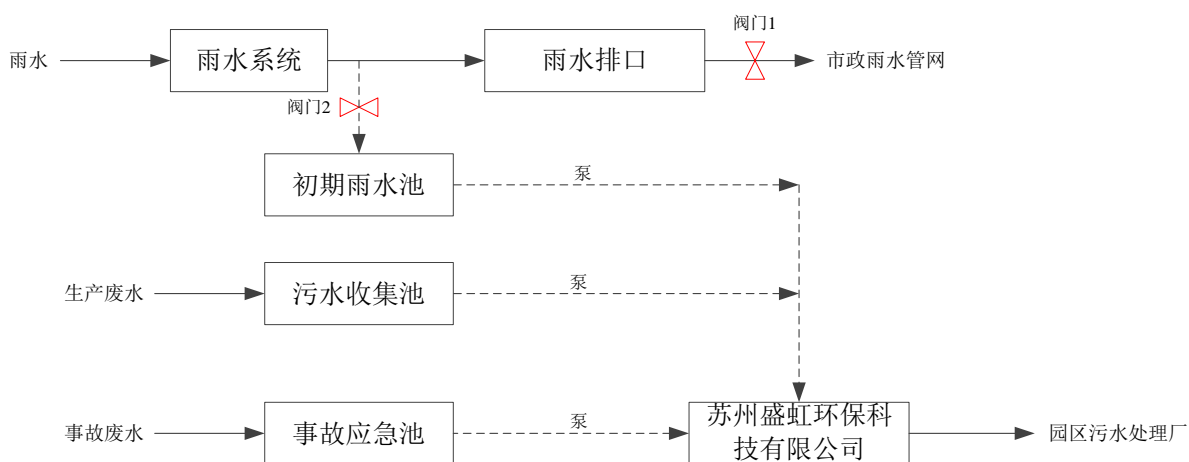 阀门1
雨水
雨水系统
雨水排口
市政雨水管网
阀门2
初期雨水池
泵
生产废水
污水收集池
泵
事故废水
事故应急池
泵
苏州盛虹环保科
技有限公司
园区污水处理厂